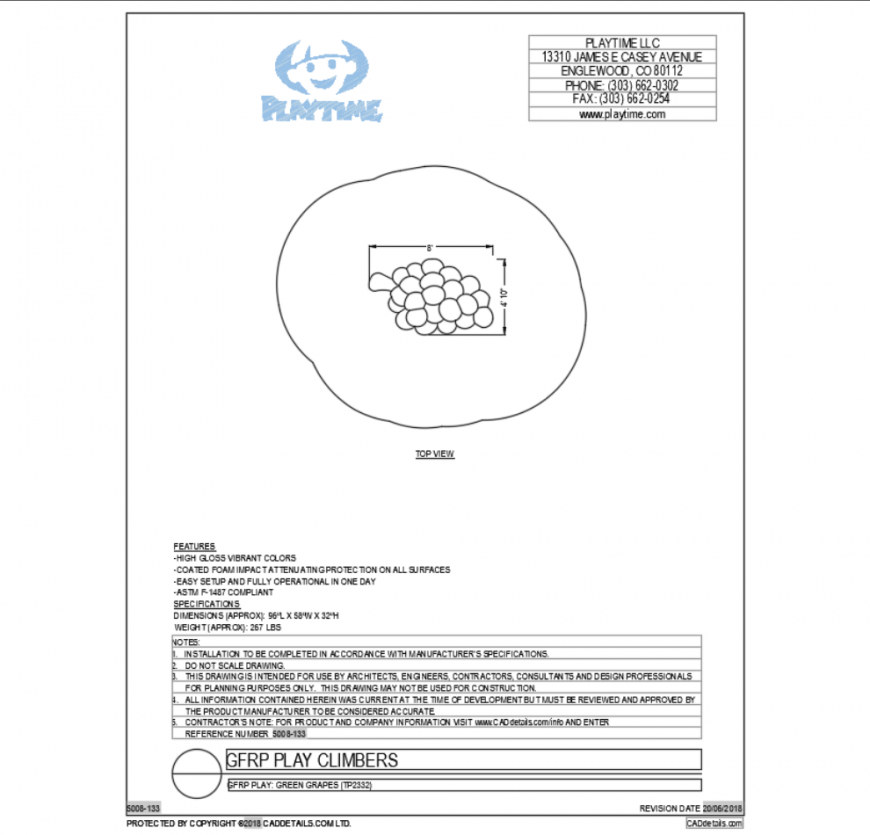 PLAYTIME
PLAYTIME LLC
13310 JAMES E CASEY AVENUE
ENGLEWOOD, CO 80112
PHONE: (303) 662-0302
FAX: (303) 662-0254
www.playtime.com
8'
4' 10"
TOP VIEW
FEATURES
-HIGH GLOSS VIBRANT COLORS
-COATED FOAM IMPACT ATTENUATING PROTECTION ON ALL SURFACES
-EASY SETUP AND FULLY OPERATIONAL IN ONE DAY
-ASTM F-1487 COMPLIANT
SPECIFICATIONS
DIMENSIONS (APPROX): 96"L X 58"W X 32"H
WEIGHT (APPROX): 267 LBS
NOTES:
1. INSTALLATION TO BE COMPLETED IN ACCORDANCE WITH MANUFACTURER'S SPECIFICATIONS.
2. DO NOT SCALE DRAWING.
3. THIS DRAWING IS INTENDED FOR USE BY ARCHITECTS, ENGINEERS, CONTRACTORS, CONSULTANTS AND DESIGN PROFESSIONALS
FOR PLANNING PURPOSES ONLY. THIS DRAWING MAY NOT BE USED FOR CONSTRUCTION.
4. ALL INFORMATION CONTAINED HEREIN WAS CURRENT AT THE TIME OF DEVELOPMENT BUT MUST BE REVIEWED AND APPROVED BY
THE PRODUCT MANUFACTURER TO BE CONSIDERED ACCURATE.
5. CONTRACTOR'S NOTE: FOR PRODUCT AND COMPANY INFORMATION VISIT www.CADdetails.com/info AND ENTER
REFERENCE NUMBER 5008-133
GFRP PLAY CLIMBERS
GFRP PLAY: GREEN GRAPES (TP2332)
5008-133
REVISION DATE 20/06/2018
PROTECTED BY COPYRIGHT ©2018 CADDETAILS.COM LTD.
CADdetails.com